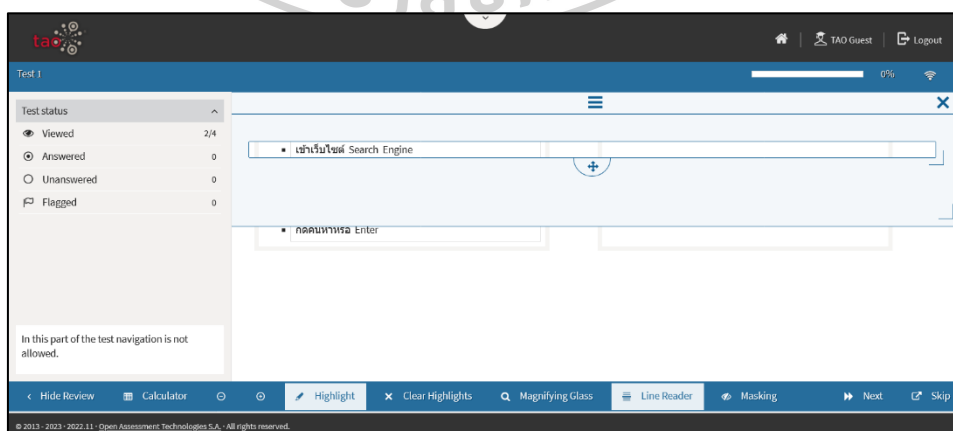 tao
TAO Guest
Logout
Test 1
0%
Test status
Viewed 2/4
Answered 0
Unanswered 0
Flagged 0
เข้าเว็บไซต์ Search Engine
กดค้นหาหรือ Enter
In this part of the test navigation is not
allowed.
Hide Review Calculator Highlight Clear Highlights Magnifying Glass Line Reader Masking Next Skip
© 2013 - 2023 · 2022.11 · Open Assessment Technologies S.A. · All rights reserved.